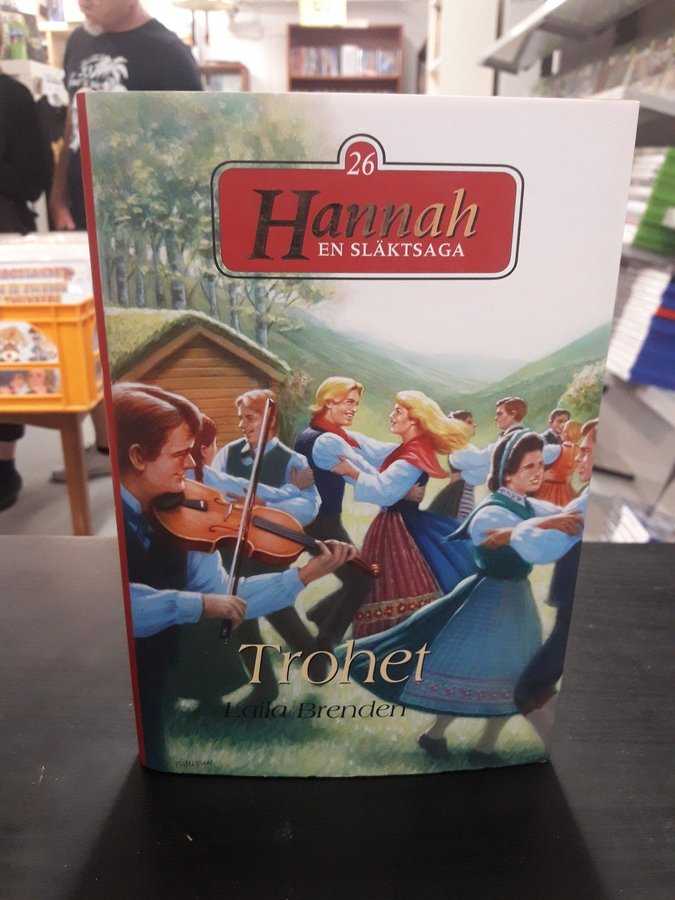 26
Hannah
EN SLÄKTSAGA
Trohet
Laila Brenden